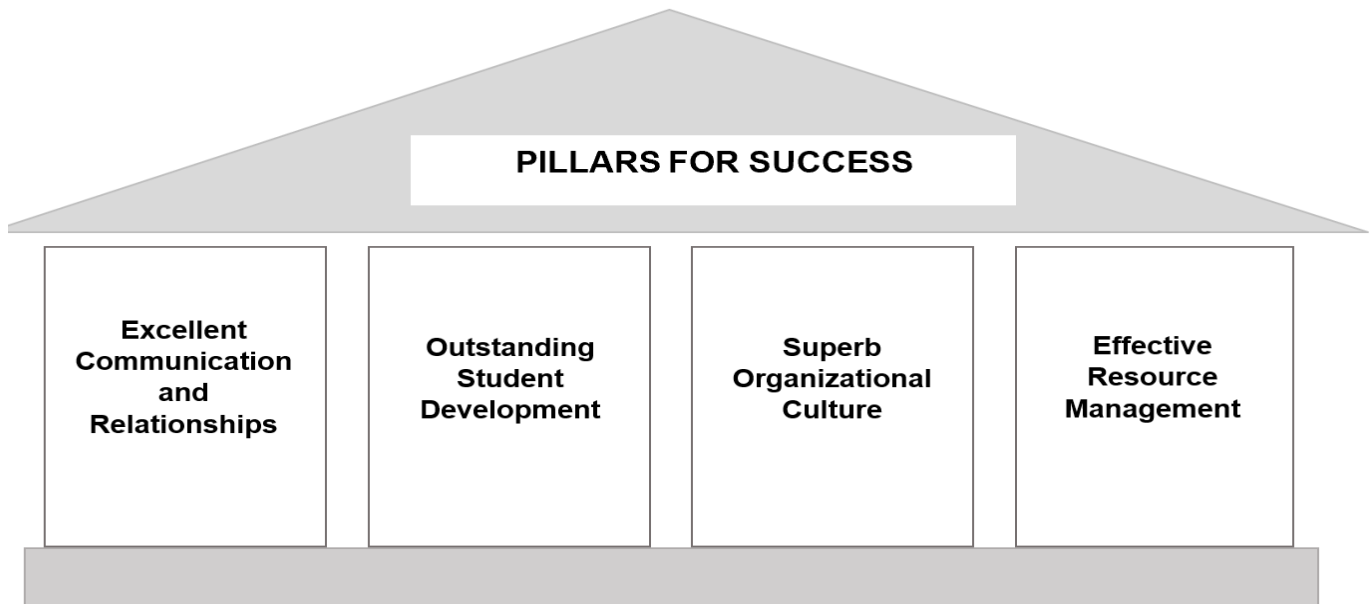 PILLARS FOR SUCCESS
Excellent
Communication
and
Relationships
Outstanding
Student
Development
Superb
Organizational
Culture
Effective
Resource
Management